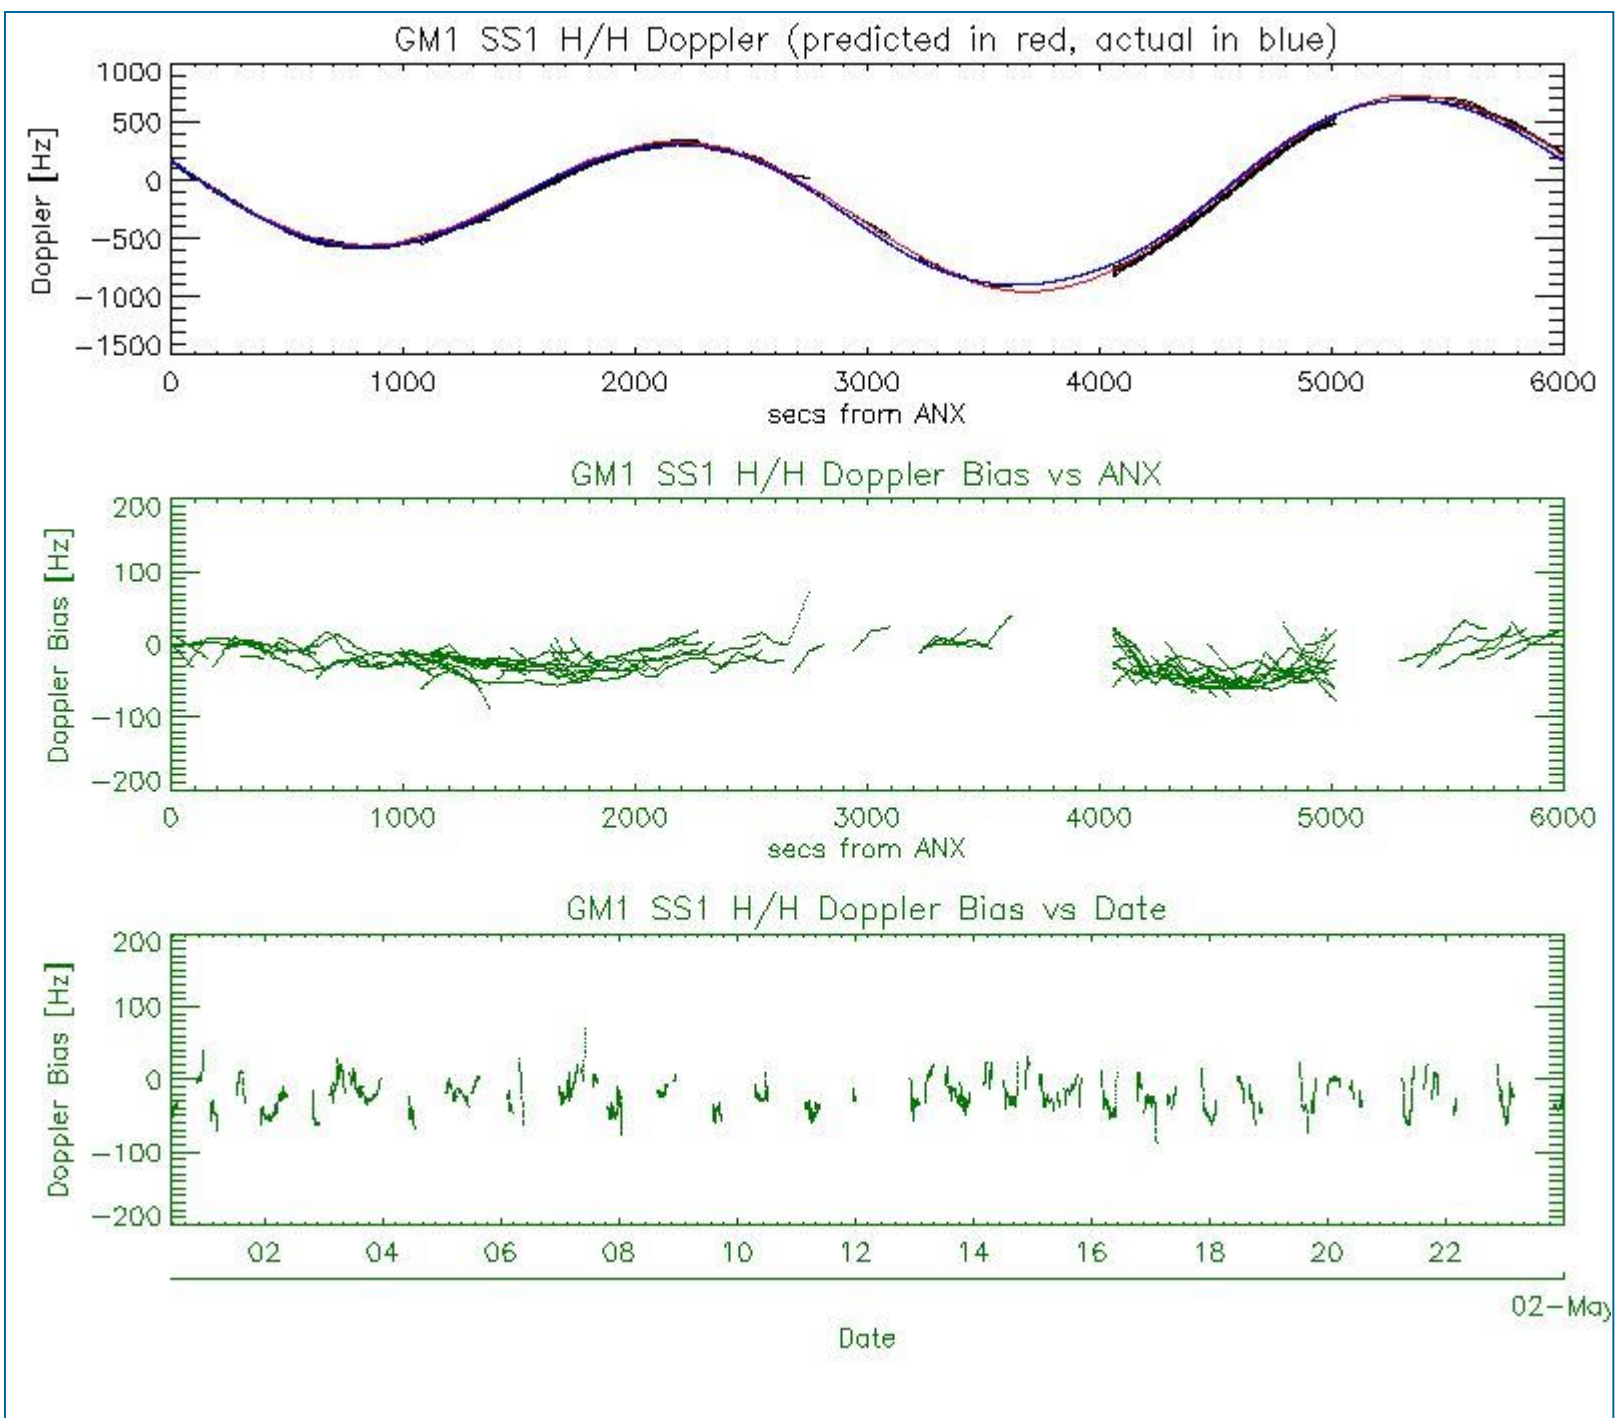 GM1 SS1 H/H Doppler (predicted in red, actual in blue)
Doppler [Hz]
1000
500
0
-500
-1000
-1500
0 1000 2000 3000 4000 5000 6000
secs from ANX
GM1 SS1 H/H Doppler Bias vs ANX
Doppler Bias [Hz]
200
100
0
-100
-200
0 1000 2000 3000 4000 5000 6000
secs from ANX
GM1 SS1 H/H Doppler Bias vs Date
Doppler Bias [Hz]
200
100
0
-100
-200
02 04 06 08 10 12 14 16 18 20 22
02-May
Date